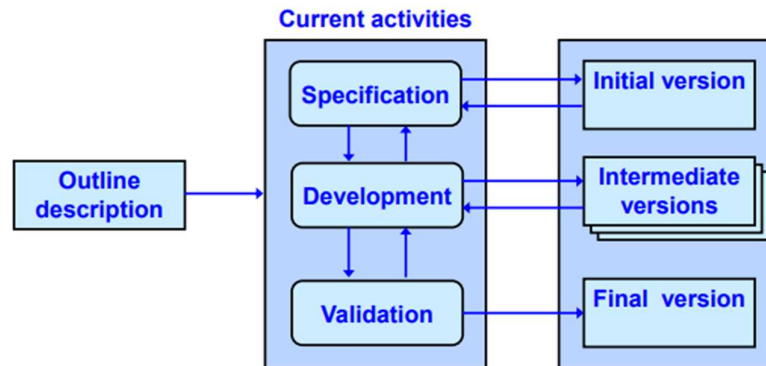 Current activities
Specification
Initial version
Outline
description
Development
Intermediate
versions
Validation
Final version